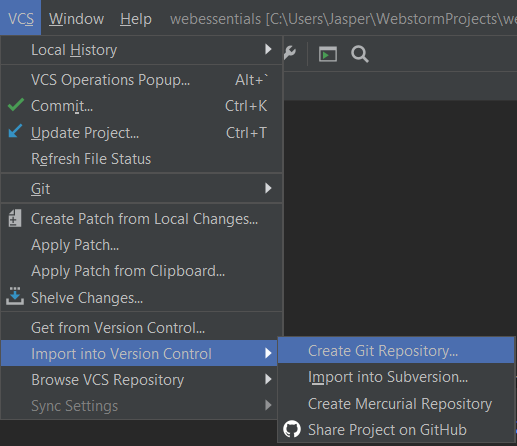 VCS Window Help webessentials [C:\Users\Jasper\WebstormProjects\we
Local History
VCS Operations Popup... Alt+`
Commit... Ctrl+K
Update Project... Ctrl+T
Refresh File Status
Git
Create Patch from Local Changes...
Apply Patch...
Apply Patch from Clipboard...
Shelve Changes...
Get from Version Control...
Import into Version Control
Browse VCS Repository
Sync Settings
Create Git Repository...
Import into Subversion...
Create Mercurial Repository
Share Project on GitHub